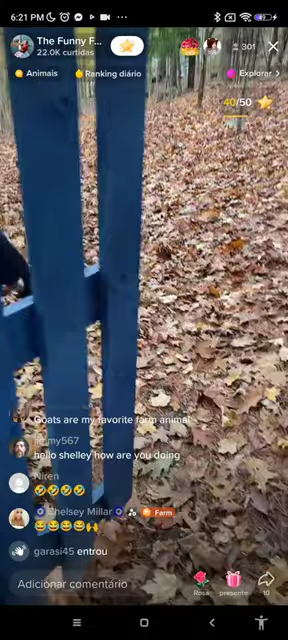 6:21 PM
The Funny F...
22.0K curtidas
301
Animais
Ranking diário
Explorar >
40/50
Goats are my favorite farm animal
jimmy567
hello shelley how are you doing
Niren
🤣🤣🤣🤣
Chelsey Millar Farm
😂😂😂😂🙌
garasi45 entrou
Adicionar comentário
Rosa
presente
10